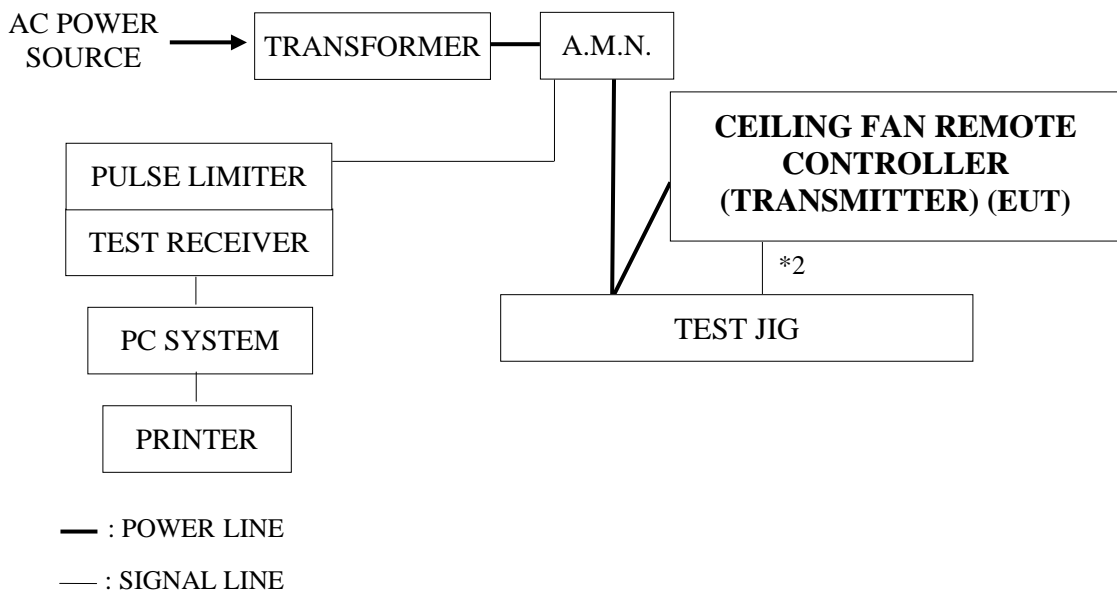 AC POWER
SOURCE
TRANSFORMER
A.M.N.
CEILING FAN REMOTE
CONTROLLER
(TRANSMITTER) (EUT)
PULSE LIMITER
TEST RECEIVER
*2
TEST JIG
PC SYSTEM
PRINTER
: POWER LINE
: SIGNAL LINE